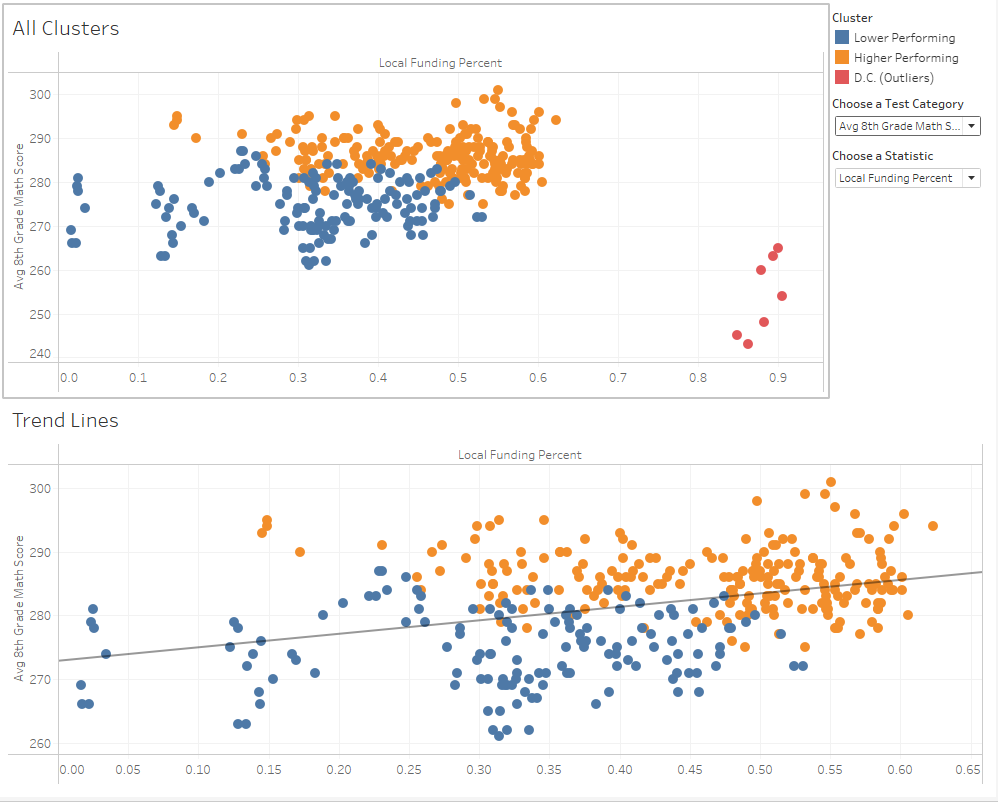 All Clusters
Local Funding Percent
Avg 8th Grade Math Score
300
290
280
270
260
250
240
0.0 0.1 0.2 0.3 0.4 0.5 0.6 0.7 0.8 0.9
Cluster
Lower Performing
Higher Performing
D.C. (Outliers)
Choose a Test Category
Avg 8th Grade Math S...
Choose a Statistic
Local Funding Percent
Trend Lines
Local Funding Percent
Avg 8th Grade Math Score
300
290
280
270
260
0.00 0.05 0.10 0.15 0.20 0.25 0.30 0.35 0.40 0.45 0.50 0.55 0.60 0.65